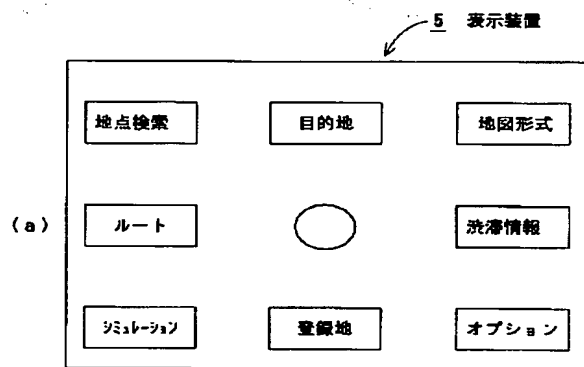 5 表示装置
地点検索 目的地 地図形式
(a) ルート 渋滞情報
ｼﾐｭﾚｰｼｮﾝ 登録地 オプション